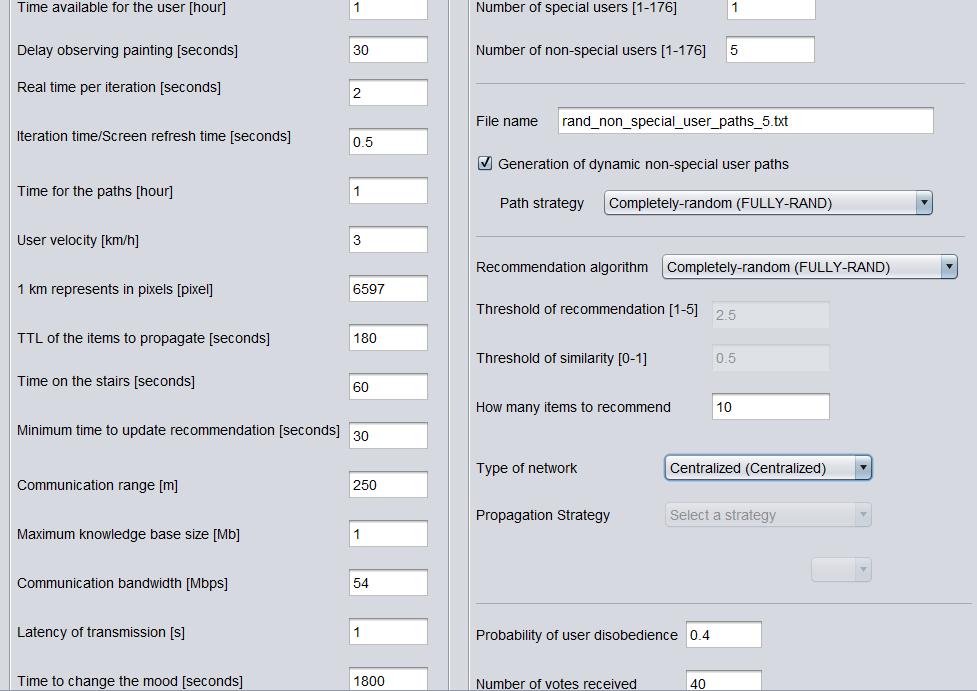 Time available for the user [hour] 1
Delay observing painting [seconds] 30
Real time per iteration [seconds] 2
Iteration time/Screen refresh time [seconds] 0.5
Time for the paths [hour] 1
User velocity [km/h] 3
1 km represents in pixels [pixel] 6597
TTL of the items to propagate [seconds] 180
Time on the stairs [seconds] 60
Minimum time to update recommendation [seconds] 30
Communication range [m] 250
Maximum knowledge base size [Mb] 1
Communication bandwidth [Mbps] 54
Latency of transmission [s] 1
Time to change the mood [seconds] 1800
Number of special users [1-176] 1
Number of non-special users [1-176] 5
File name rand_non_special_user_paths_5.txt
Generation of dynamic non-special user paths
Path strategy Completely-random (FULLY-RAND)
Recommendation algorithm Completely-random (FULLY-RAND)
Threshold of recommendation [1-5] 2.5
Threshold of similarity [0-1] 0.5
How many items to recommend 10
Type of network Centralized (Centralized)
Propagation Strategy Select a strategy
Probability of user disobedience 0.4
Number of votes received 40